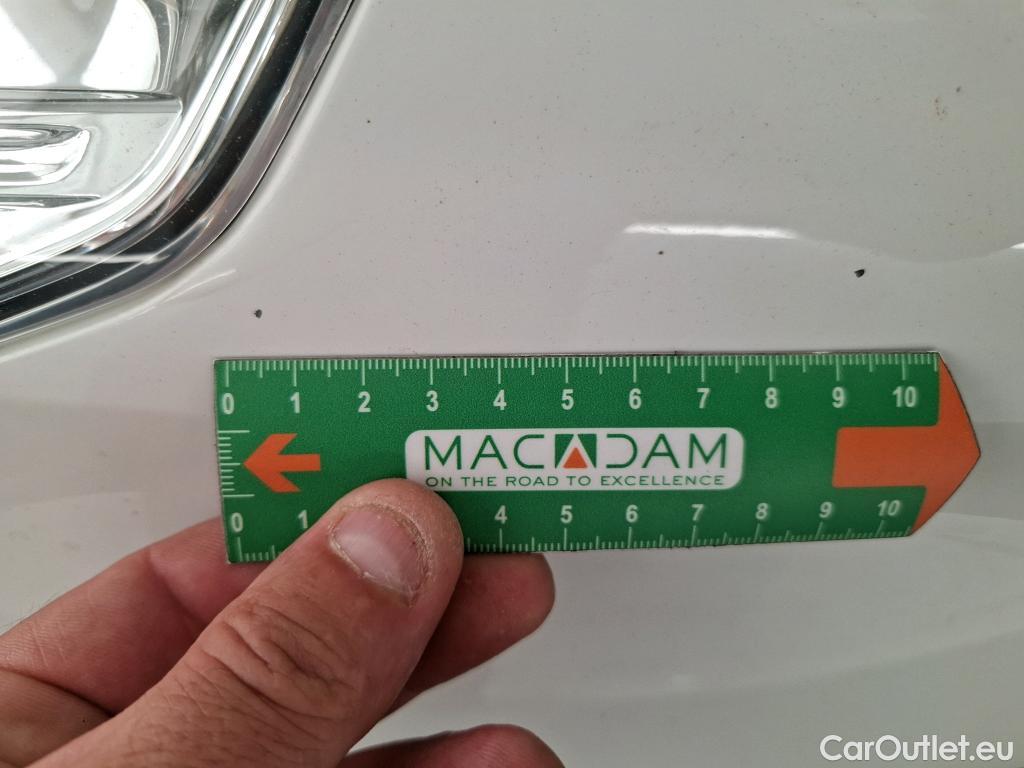 0 1 2 3 4 5 6 7 8 9 10
MACADAM
ON THE ROAD TO EXCELLENCE
0 1 4 5 6 7 8 9 10
CarOutlet.eu